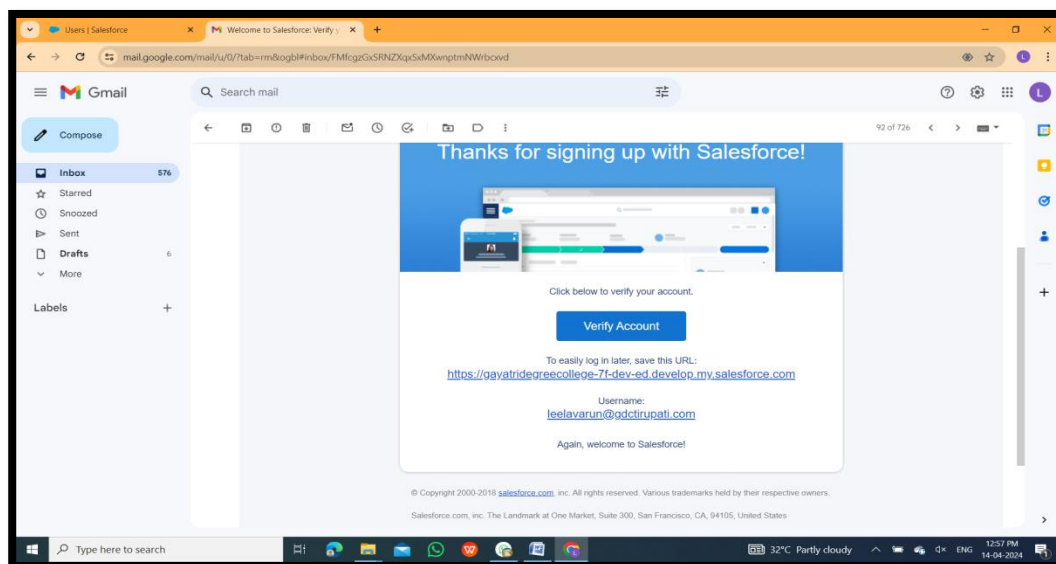 Users | Salesforce
Welcome to Salesforce: Verify y
mail.google.com/mail/u/0/?tab=rm&ogbl#inbox/FMfcgzGxSRNZXqxSxMXwnptmNWrbcxvd
Gmail
Search mail
L
Compose
92 of 726
Inbox 576
Starred
Snoozed
Sent
Drafts 6
More
Labels
Thanks for signing up with Salesforce!
Click below to verify your account.
Verify Account
To easily log in later, save this URL:
https://gayatridegreecollege-7f-dev-ed.develop.my.salesforce.com
Username:
leelavarun@gdctirupati.com
Again, welcome to Salesforce!
© Copyright 2000-2018 salesforce.com, inc. All rights reserved. Various trademarks held by their respective owners.
Salesforce.com, inc. The Landmark at One Market, Suite 300, San Francisco, CA, 94105, United States
Type here to search
32°C Partly cloudy
ENG
12:57 PM
14-04-2024